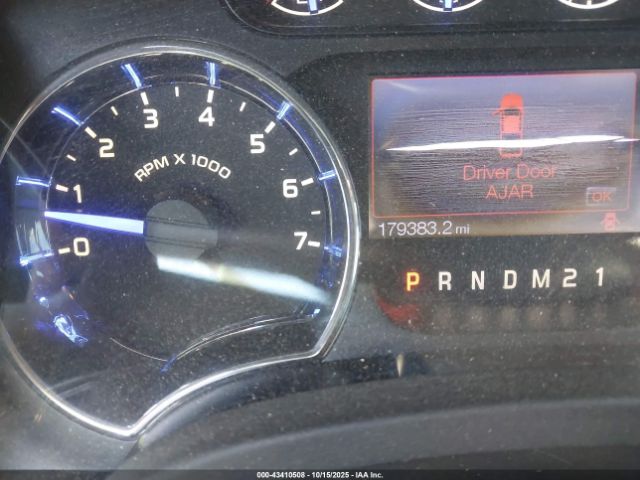 0 1 2 3 4 5 6 7
RPM X 1000
Driver Door
AJAR
OK
179383.2 mi
P R N D M 2 1
000-43410508 - 10/15/2025 - IAA Inc.